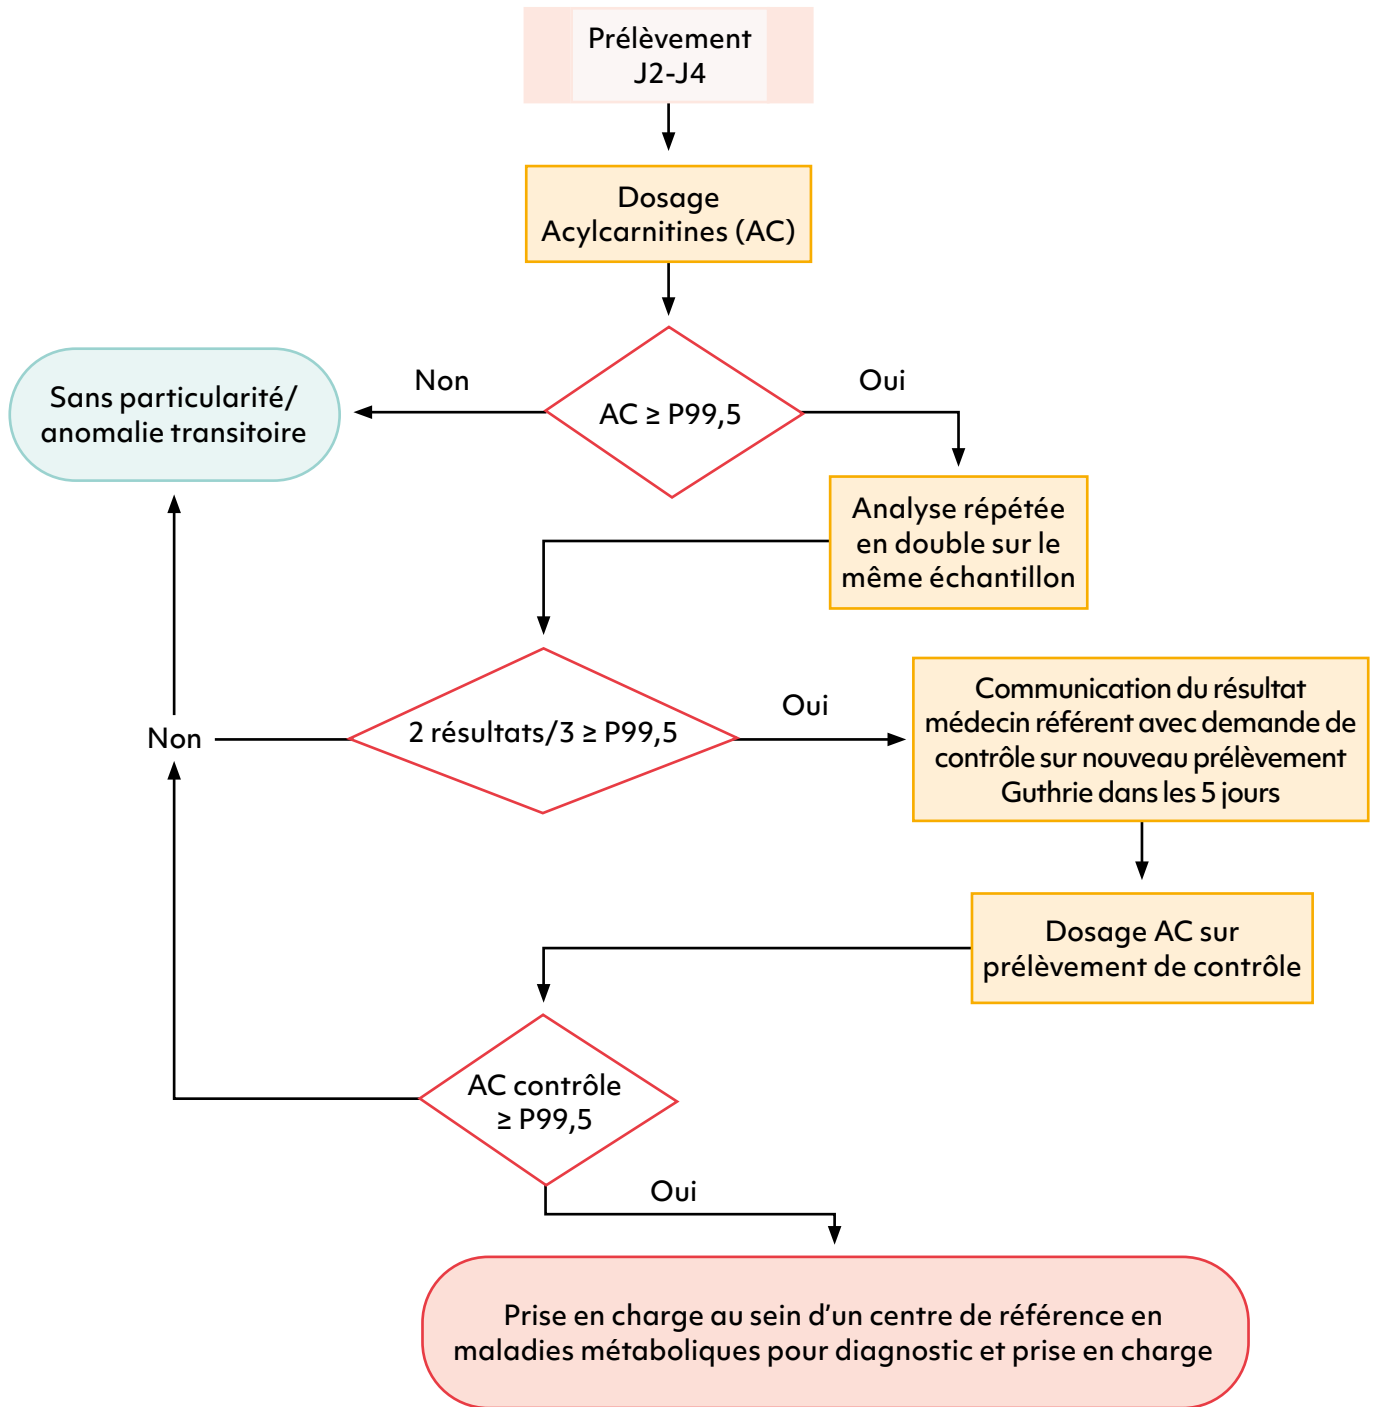 Prélèvement
J2-J4
Dosage
Acylcarnitines (AC)
Non
Oui
AC ≥ P99,5
Sans particularité/
anomalie transitoire
Analyse répétée
en double sur le
même échantillon
2 résultats/3 ≥ P99,5
Oui
Non
Communication du résultat
médecin référent avec demande de
contrôle sur nouveau prélèvement
Guthrie dans les 5 jours
Dosage AC sur
prélèvement de contrôle
AC contrôle
≥ P99,5
Oui
Prise en charge au sein d’un centre de référence en
maladies métaboliques pour diagnostic et prise en charge